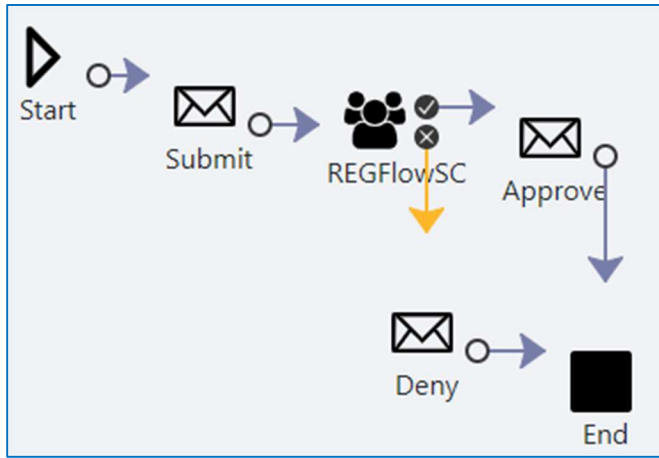 Start
Submit
REGFlowSC
Approve
Deny
End